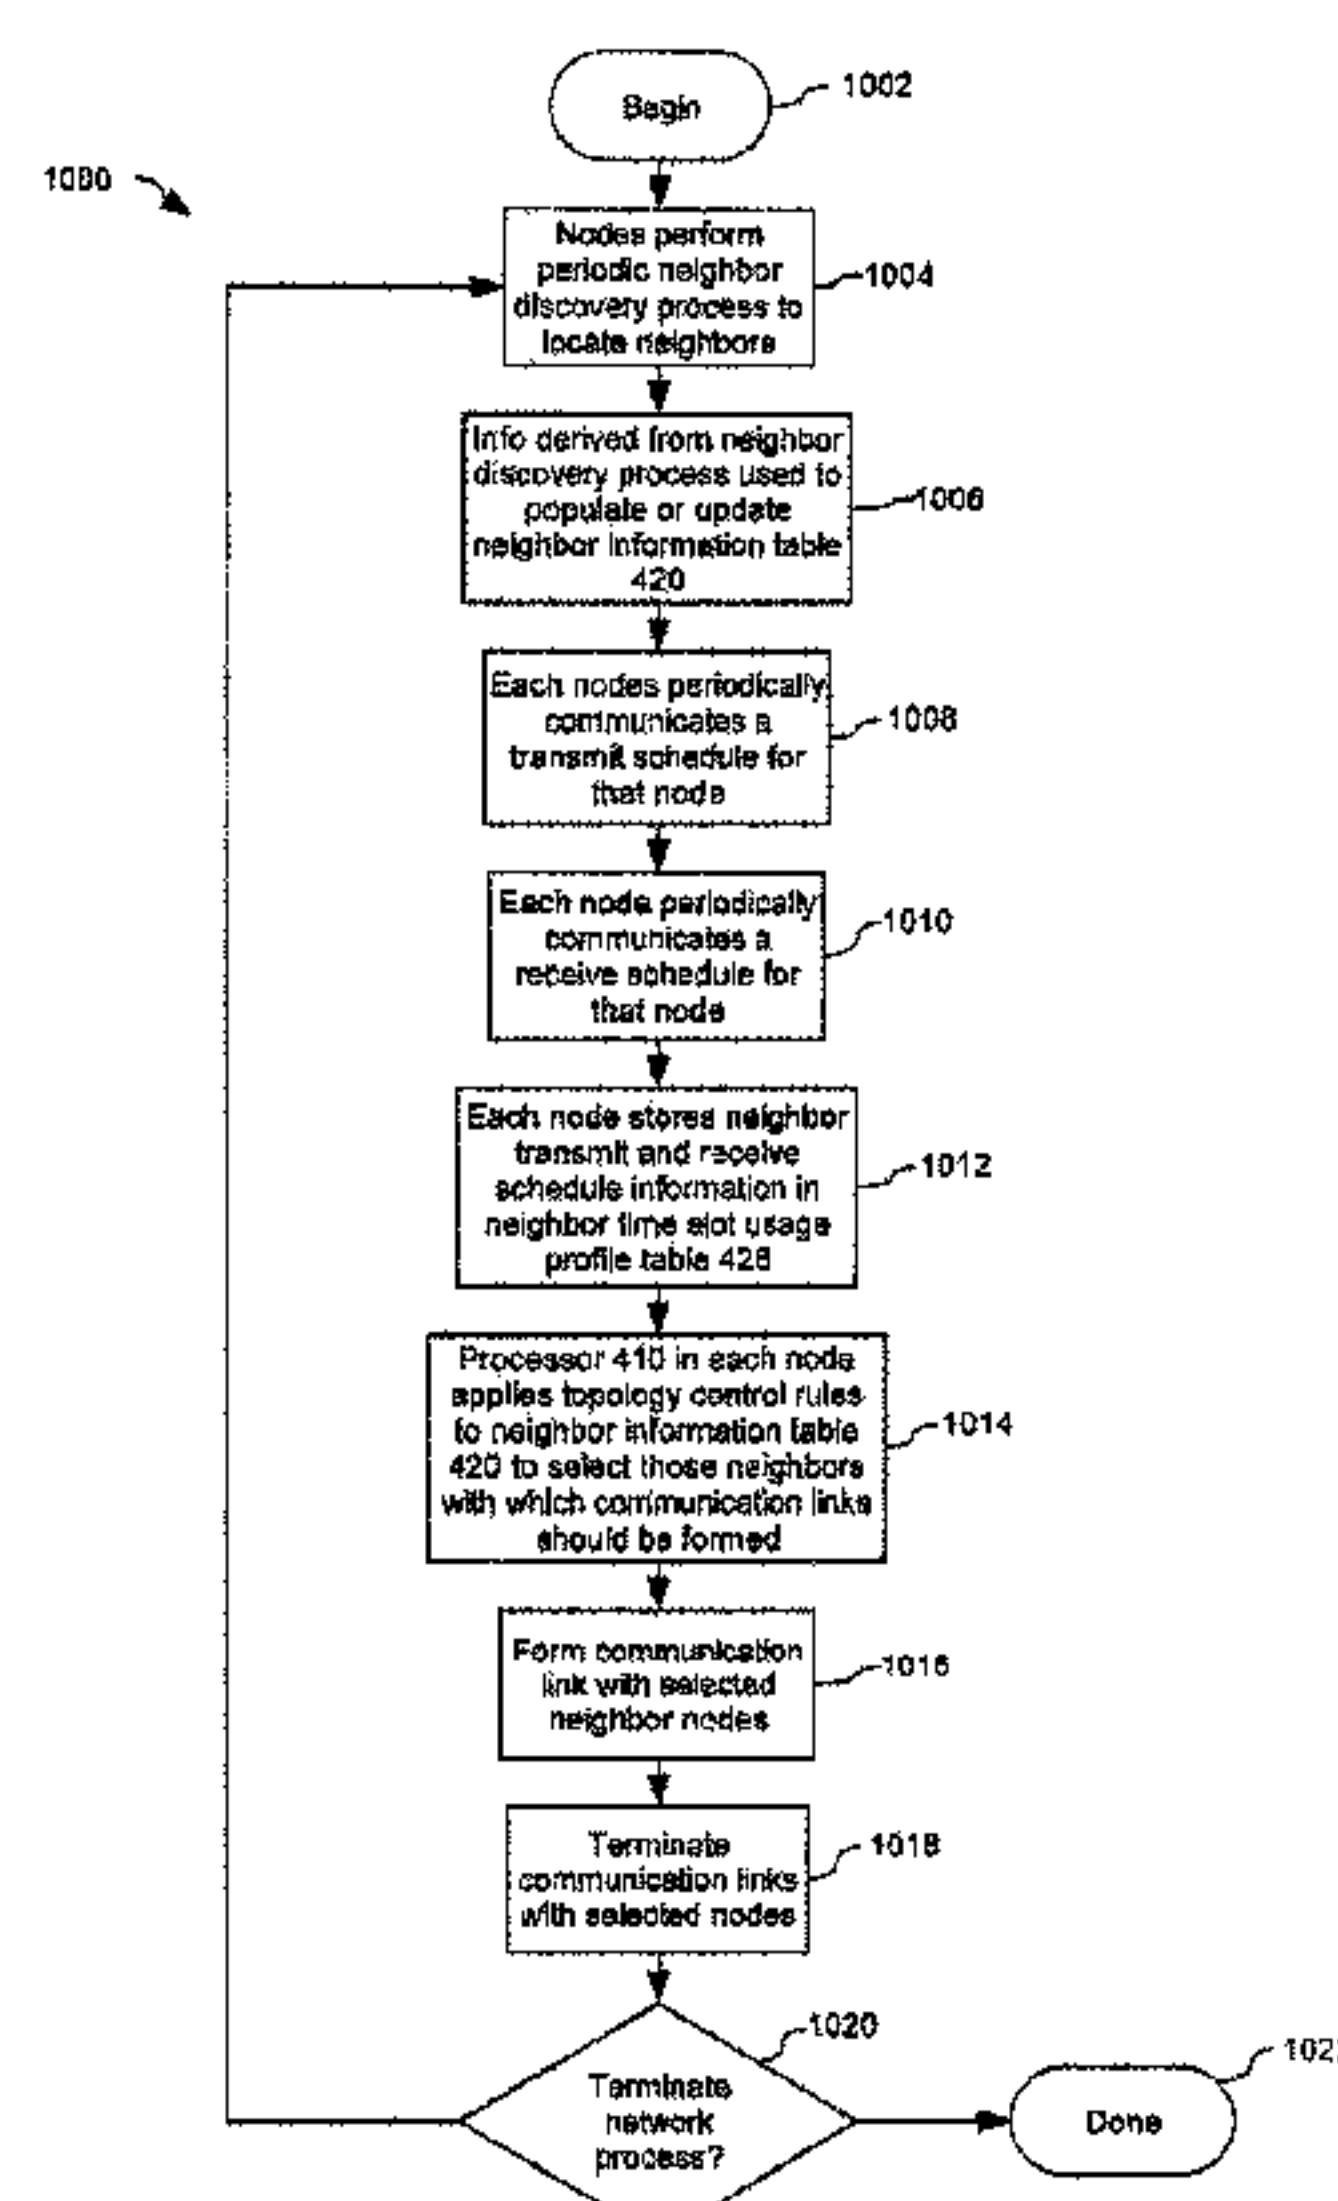 Begin
1002
1000
Nodes perform
periodic neighbor
discovery process to
locate neighbors
1004
Info derived from neighbor
discovery process used to
populate or update
neighbor information table
420
1006
Each nodes periodically
communicates a
transmit schedule for
that node
1008
Each node periodically
communicates a
receive schedule for
that node
1010
Each node stores neighbor
transmit and receive
schedule information in
neighbor time slot usage
profile table 428
1012
Processor 410 in each node
applies topology control rules
to neighbor information table
420 to select those neighbors
with which communication links
should be formed
1014
Form communication
link with selected
neighbor nodes
1016
Terminate
communication links
with selected nodes
1018
Terminate
network
process?
1020
Done